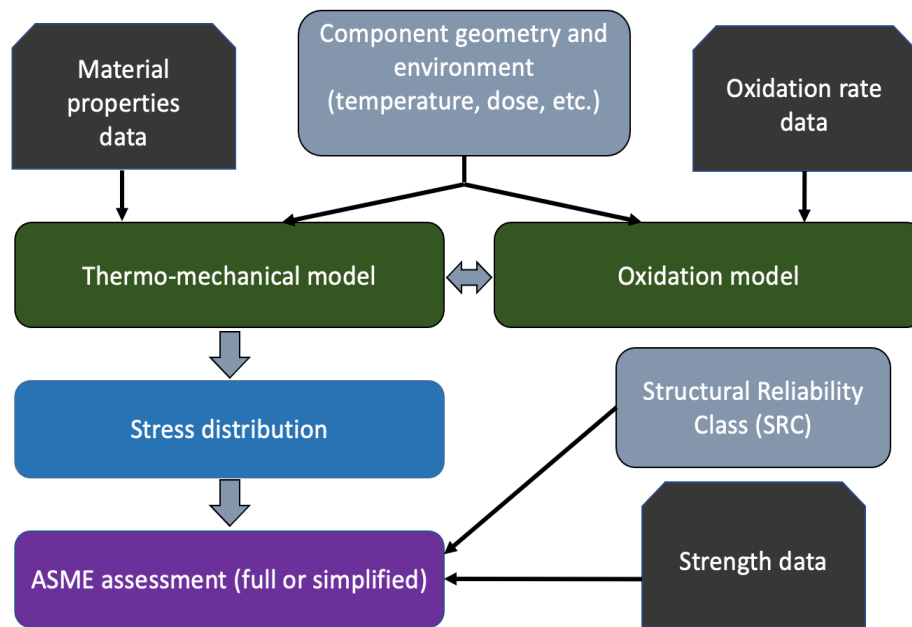 Material
properties
data
Component geometry and
environment
(temperature, dose, etc.)
Oxidation rate
data
Thermo-mechanical model
Oxidation model
Stress distribution
Structural Reliability
Class (SRC)
ASME assessment (full or simplified)
Strength data